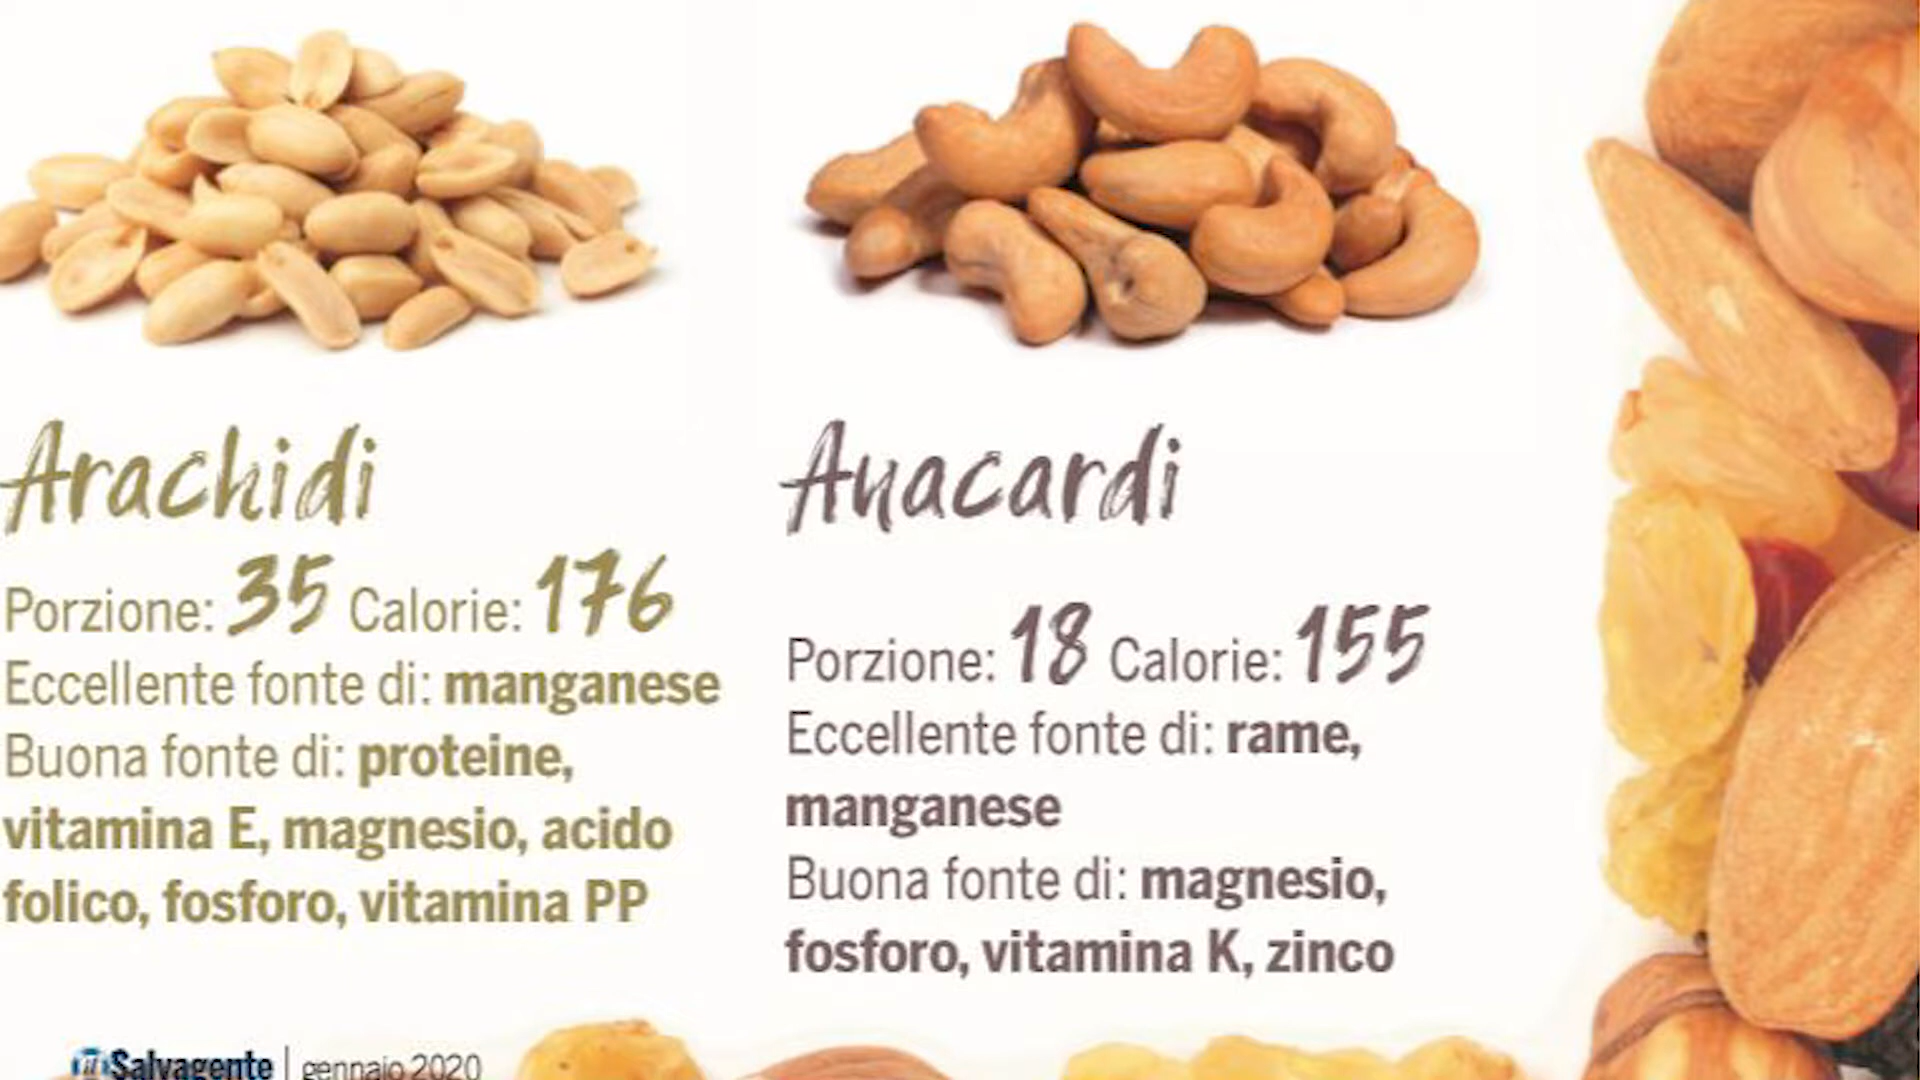 Arachidi
Porzione: 35 Calorie: 176
Eccellente fonte di: manganese
Buona fonte di: proteine,
vitamina E, magnesio, acido
folico, fosforo, vitamina PP
Anacardi
Porzione: 18 Calorie: 155
Eccellente fonte di: rame,
manganese
Buona fonte di: magnesio,
fosforo, vitamina K, zinco
il Salvagente | gennaio 2020